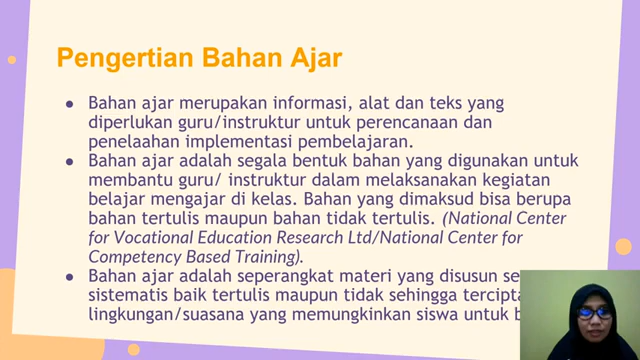 Pengertian Bahan Ajar
● Bahan ajar merupakan informasi, alat dan teks yang
diperlukan guru/instruktur untuk perencanaan dan
penelaahan implementasi pembelajaran.
● Bahan ajar adalah segala bentuk bahan yang digunakan untuk
membantu guru/ instruktur dalam melaksanakan kegiatan
belajar mengajar di kelas. Bahan yang dimaksud bisa berupa
bahan tertulis maupun bahan tidak tertulis. (National Center
for Vocational Education Research Ltd/National Center for
Competency Based Training).
● Bahan ajar adalah seperangkat materi yang disusun
sistematis baik tertulis maupun tidak sehingga
lingkungan/suasana yang memungkinkan siswa untuk